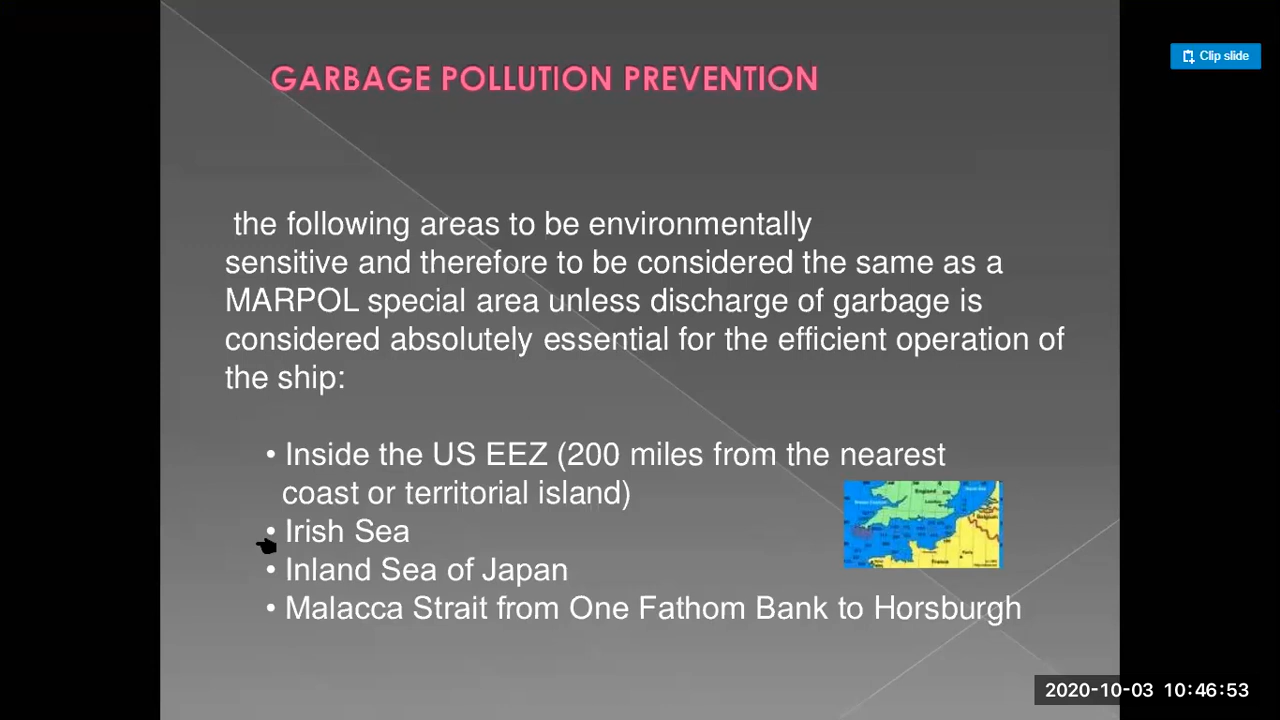 Clip slide
GARBAGE POLLUTION PREVENTION
the following areas to be environmentally
sensitive and therefore to be considered the same as a
MARPOL special area unless discharge of garbage is
considered absolutely essential for the efficient operation of
the ship:
• Inside the US EEZ (200 miles from the nearest
coast or territorial island)
• Irish Sea
• Inland Sea of Japan
• Malacca Strait from One Fathom Bank to Horsburgh
England
Belgium
France
2020-10-03 10:46:53